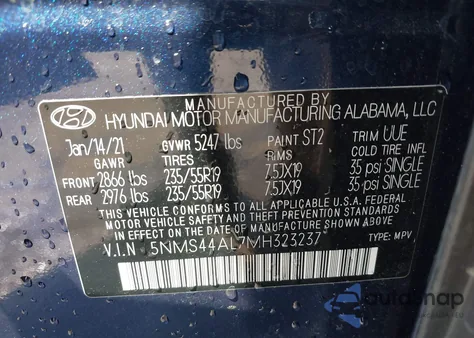 MANUFACTURED BY
HYUNDAI MOTOR MANUFACTURING ALABAMA, LLC
Jan/14/21 GVWR 5247 lbs PAINT ST2 TRIM UUE
GAWR TIRES RIMS COLD TIRE INFL
FRONT 2866 lbs 235/55R19 7.5JX19 35 psi SINGLE
REAR 2976 lbs 235/55R19 7.5JX19 35 psi SINGLE
THIS VEHICLE CONFORMS TO ALL APPLICABLE U.S.A. FEDERAL
MOTOR VEHICLE SAFETY, BUMPER, AND THEFT PREVENTION STANDARDS
IN EFFECT ON THE DATE OF MANUFACTURE SHOWN ABOVE.
V.I.N 5NMS44AL7MH323237 TYPE: MPV
autosnap